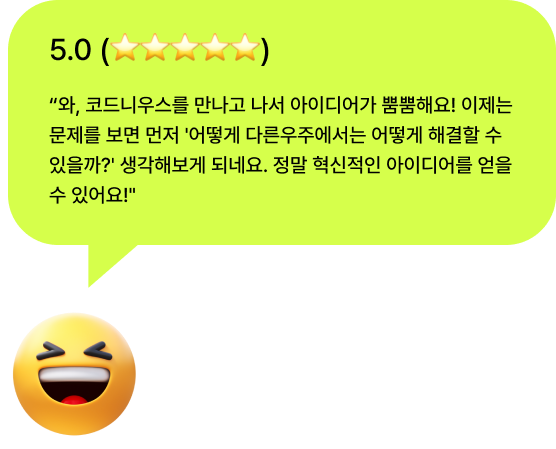 5.0 (⭐⭐⭐⭐⭐)
“와, 코드니우스를 만나고 나서 아이디어가 뿜뿜해요! 이제는
문제를 보면 먼저 '어떻게 다른우주에서는 어떻게 해결할 수
있을까?' 생각해보게 되네요. 정말 혁신적인 아이디어를 얻을
수 있어요!"